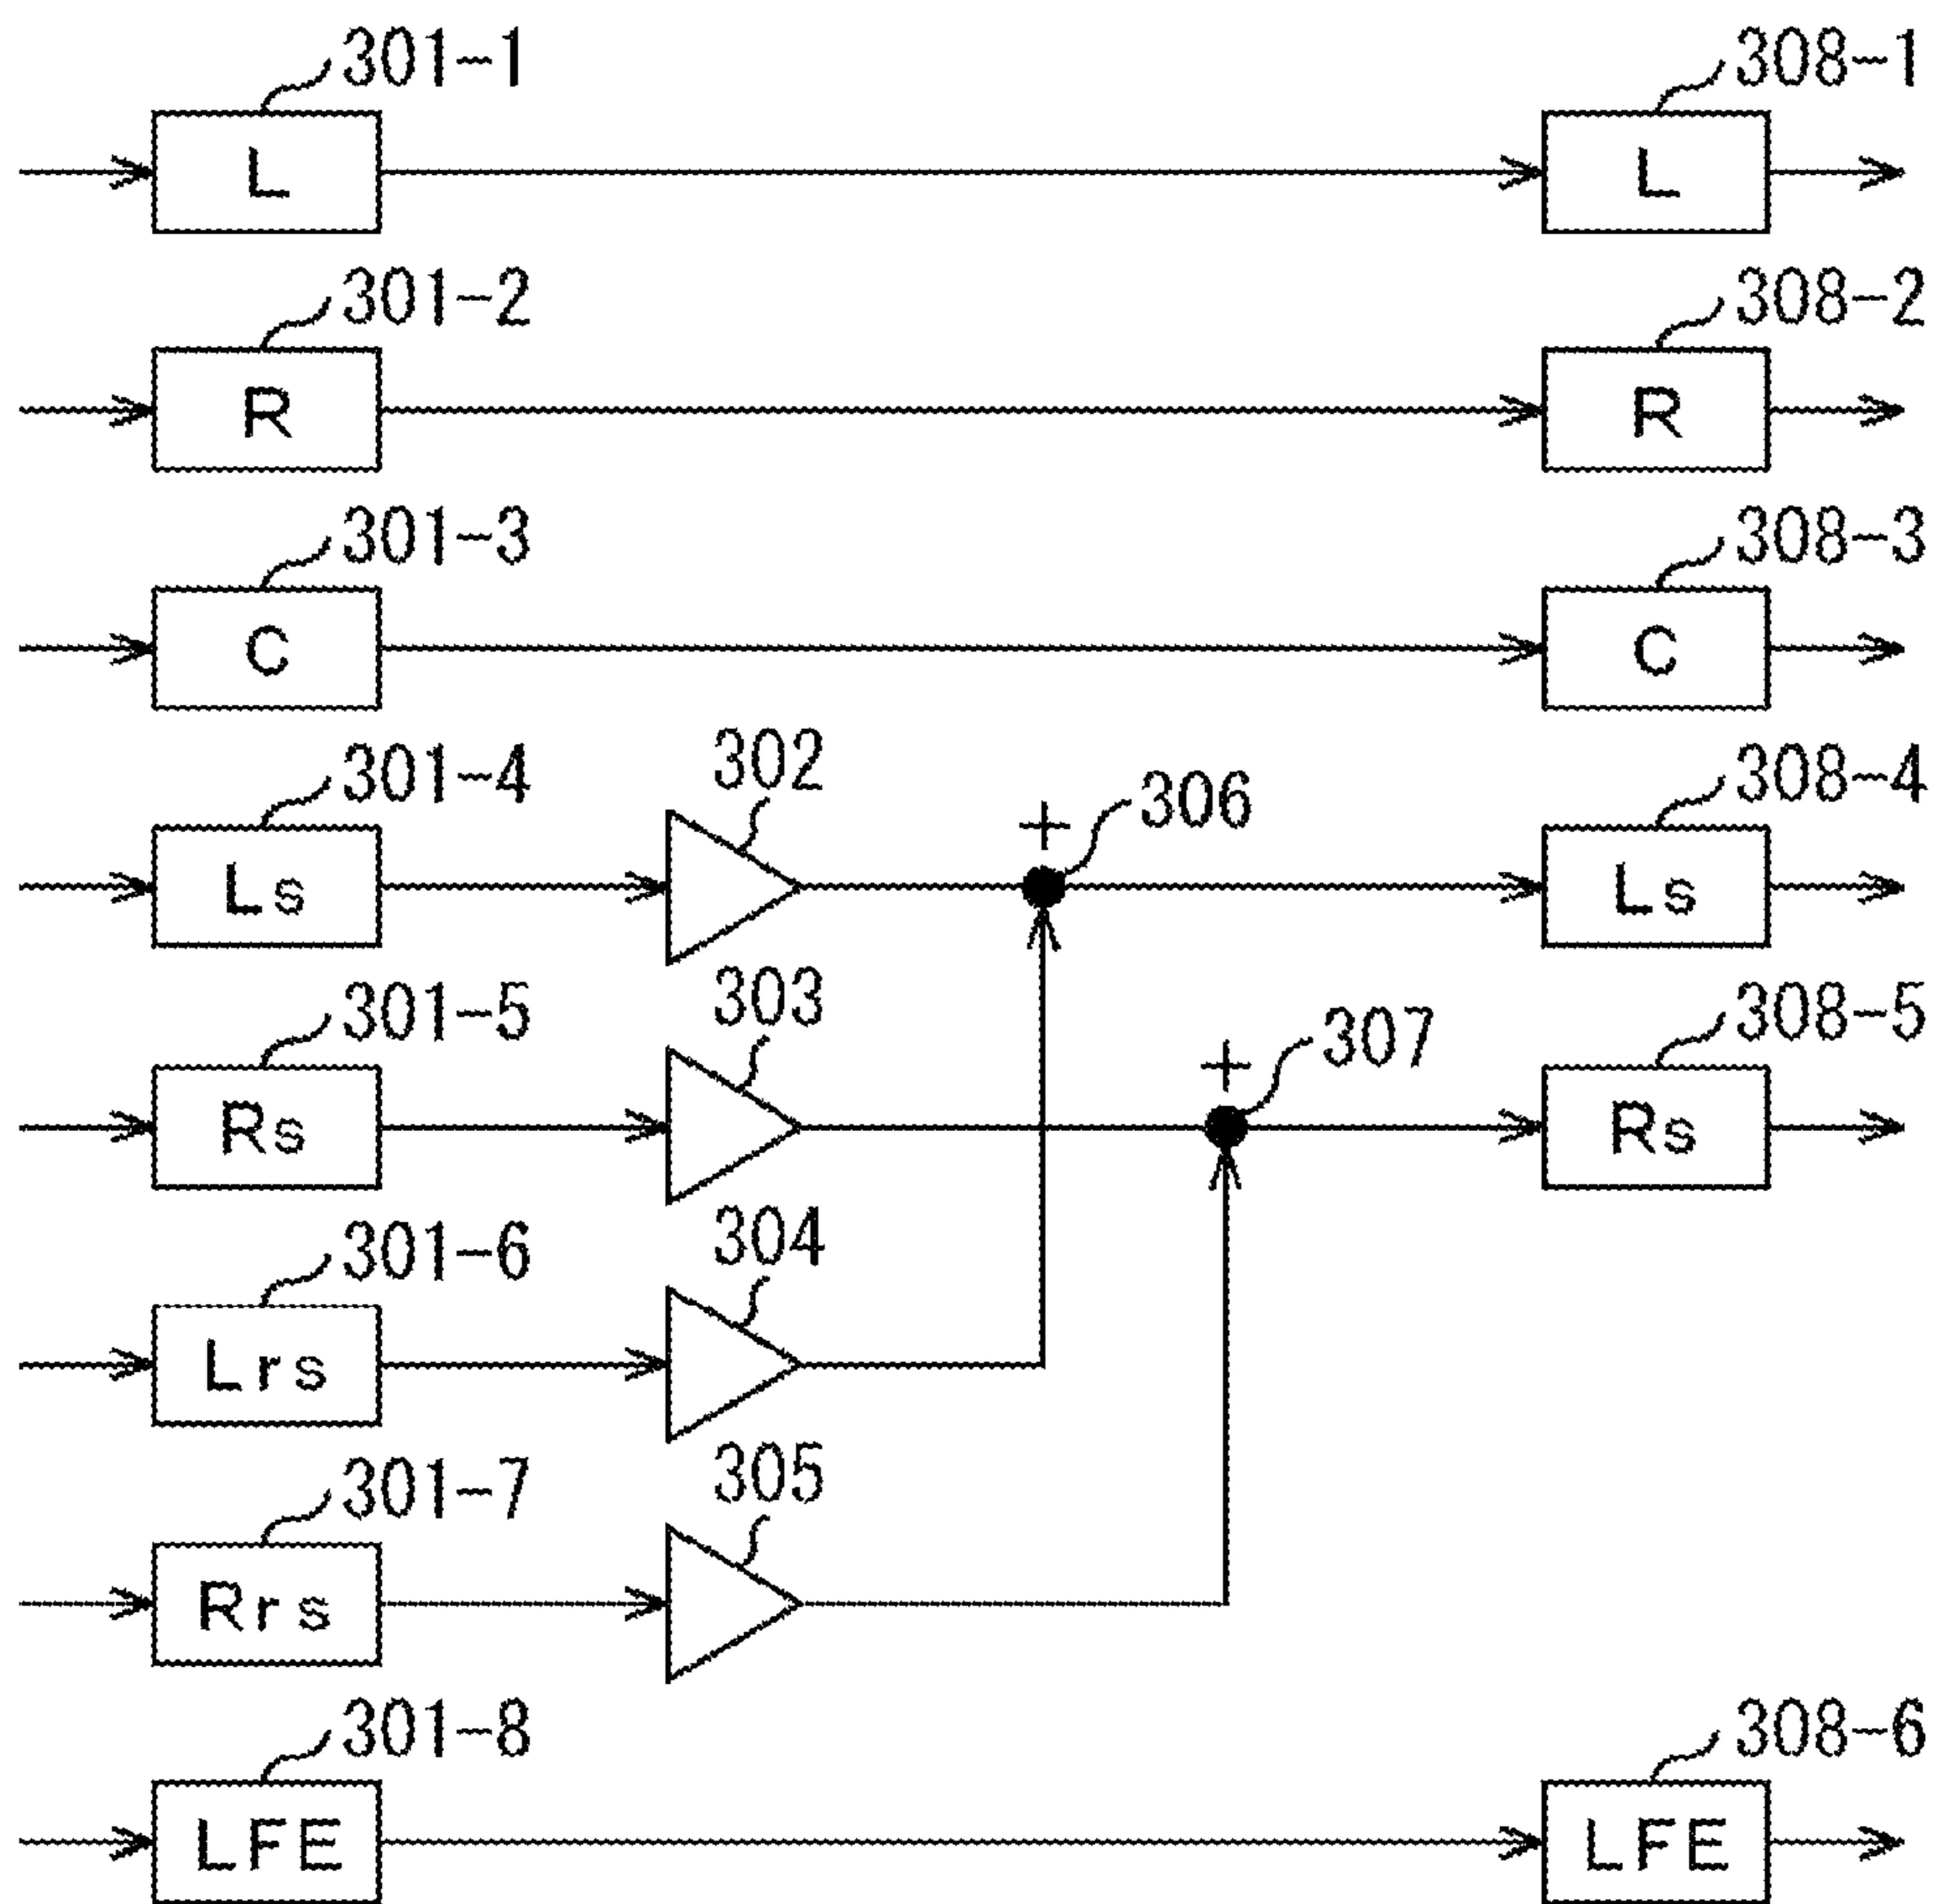 301-1 308-1
L L
301-2 308-2
R R
301-3 308-3
C C
301-4 302 306 308-4
+
Ls Ls
301-5 303 307 308-5
+
Rs Rs
301-6 304
Lrs
301-7 305
Rrs
301-8 308-6
LFE LFE